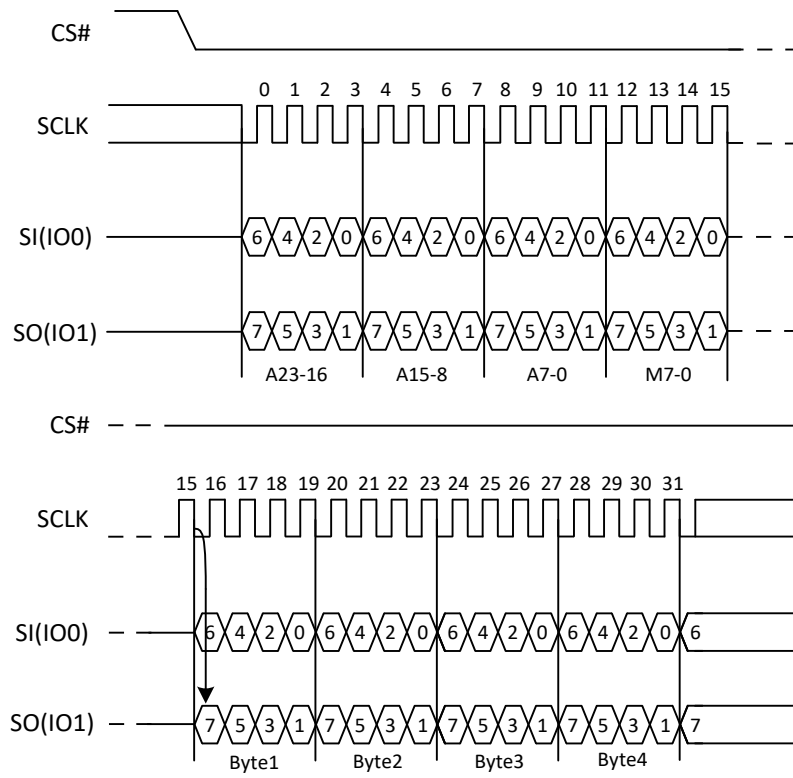 CS#
0 1 2 3 4 5 6 7 8 9 10 11 12 13 14 15
SCLK
SI(IO0) 6 4 2 0 6 4 2 0 6 4 2 0 6 4 2 0
SO(IO1) 7 5 3 1 7 5 3 1 7 5 3 1 7 5 3 1
A23-16 A15-8 A7-0 M7-0
CS#
15 16 17 18 19 20 21 22 23 24 25 26 27 28 29 30 31
SCLK
SI(IO0) 6 4 2 0 6 4 2 0 6 4 2 0 6 4 2 0 6
SO(IO1) 7 5 3 1 7 5 3 1 7 5 3 1 7 5 3 1 7
Byte1 Byte2 Byte3 Byte4